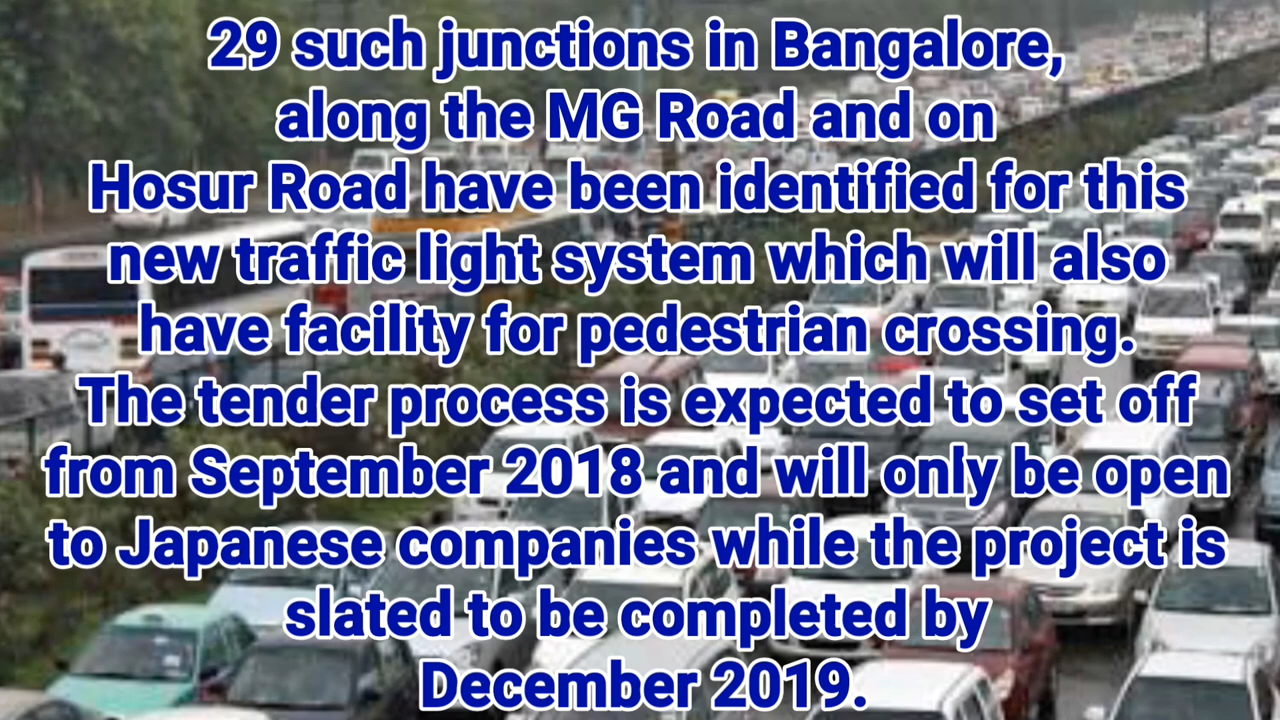 29 such junctions in Bangalore,
along the MG Road and on
Hosur Road have been identified for this
new traffic light system which will also
have facility for pedestrian crossing.
The tender process is expected to set off
from September 2018 and will only be open
to Japanese companies while the project is
slated to be completed by
December 2019.